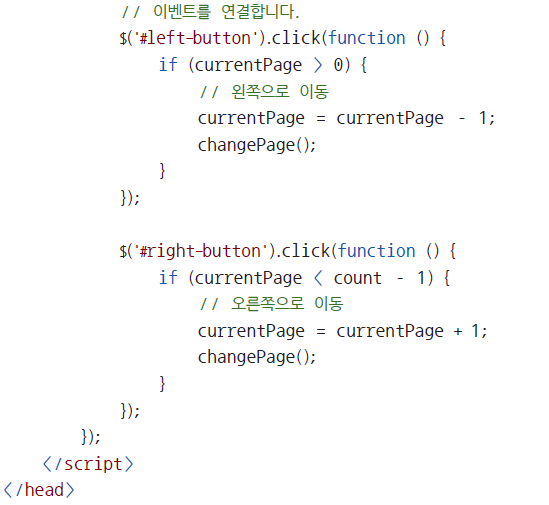 // 이벤트를 연결합니다.
$('#left-button').click(function () {
if (currentPage > 0) {
// 왼쪽으로 이동
currentPage = currentPage - 1;
changePage();
}
});
$('#right-button').click(function () {
if (currentPage < count - 1) {
// 오른쪽으로 이동
currentPage = currentPage + 1;
changePage();
}
});
});
</script>
</head>